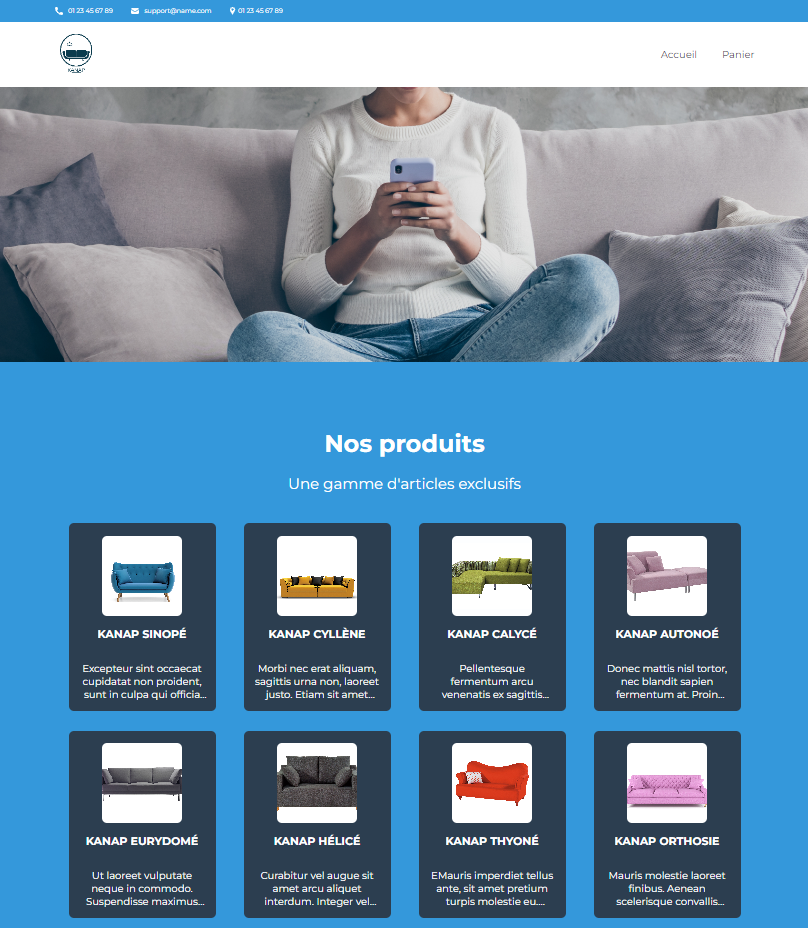 01 23 45 67 89 support@name.com 01 23 45 67 89
KANAP
Accueil Panier
Nos produits
Une gamme d'articles exclusifs
KANAP SINOPÉ
Excepteur sint occaecat
cupidatat non proident,
sunt in culpa qui officia...
KANAP CYLLÈNE
Morbi nec erat aliquam,
sagittis urna non, laoreet
justo. Etiam sit amet...
KANAP CALYCÉ
Pellentesque
fermentum arcu
venenatis ex sagittis...
KANAP AUTONOÉ
Donec mattis nisl tortor,
nec blandit sapien
fermentum at. Proin...
KANAP EURYDOMÉ
Ut laoreet vulputate
neque in commodo.
Suspendisse maximus...
KANAP HÉLICÉ
Curabitur vel augue sit
amet arcu aliquet
interdum. Integer vel...
KANAP THYONÉ
EMauris imperdiet tellus
ante, sit amet pretium
turpis molestie eu....
KANAP ORTHOSIE
Mauris molestie laoreet
finibus. Aenean
scelerisque convallis...